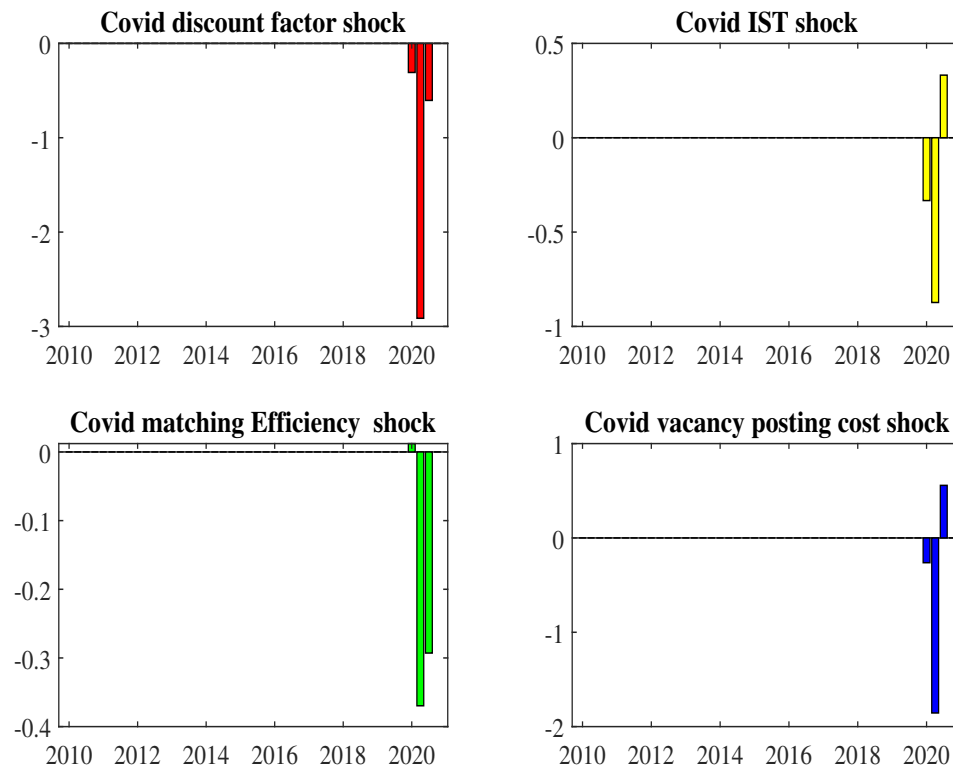 Covid discount factor shock
0
-1
-2
-3
2010 2012 2014 2016 2018 2020
Covid IST shock
0.5
0
-0.5
-1
2010 2012 2014 2016 2018 2020
Covid matching Efficiency shock
0
-0.1
-0.2
-0.3
-0.4
2010 2012 2014 2016 2018 2020
Covid vacancy posting cost shock
1
0
-1
-2
2010 2012 2014 2016 2018 2020